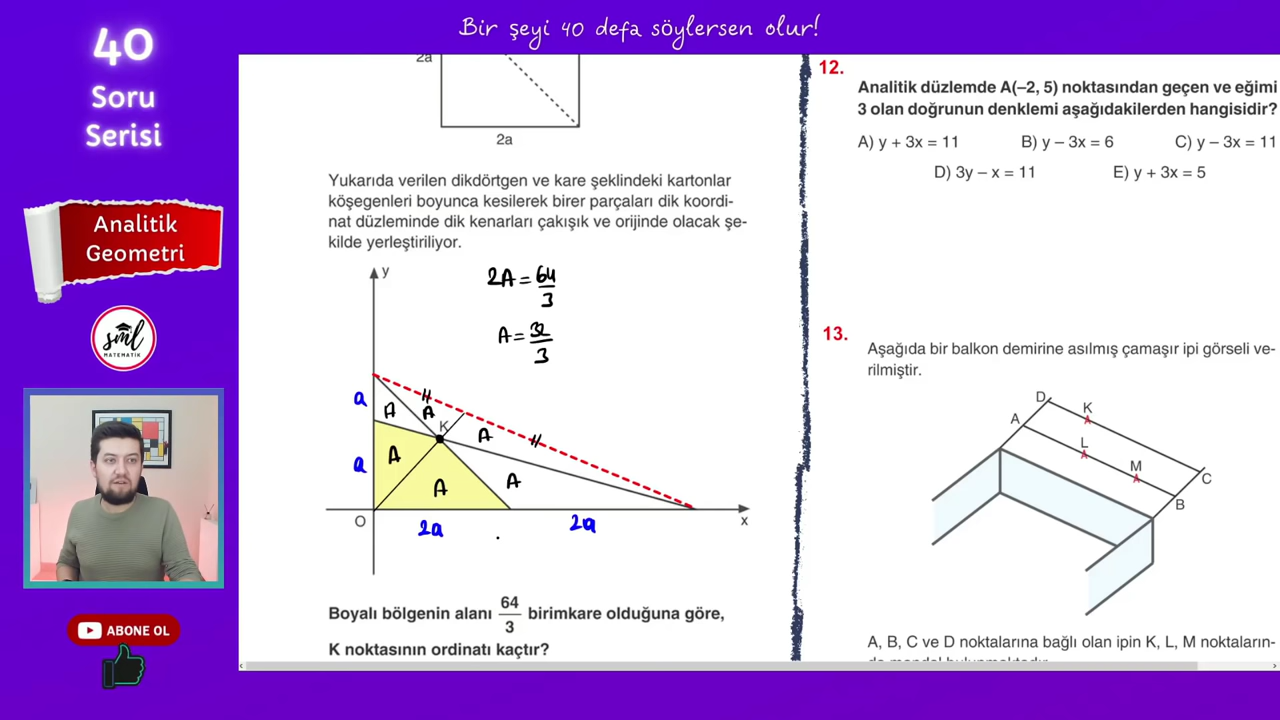 Bir şeyi 40 defa söylersen olur!
40
Soru
Serisi
Analitik
Geometri
sml
MATEMATİK
ABONE OL
2a
2a
Yukarıda verilen dikdörtgen ve kare şeklindeki kartonlar
köşegenleri boyunca kesilerek birer parçaları dik koordi-
nat düzleminde dik kenarları çakışık ve orijinde olacak şe-
kilde yerleştiriliyor.
y
2A = 64/3
A = 32/3
a
A
A
K
A
a
A
A
A
O
2a
2a
x
Boyalı bölgenin alanı 64/3 birimkare olduğuna göre,
K noktasının ordinatı kaçtır?
12.
Analitik düzlemde A(–2, 5) noktasından geçen ve eğimi
3 olan doğrunun denklemi aşağıdakilerden hangisidir?
A) y + 3x = 11 B) y – 3x = 6 C) y – 3x = 11
D) 3y – x = 11 E) y + 3x = 5
13.
Aşağıda bir balkon demirine asılmış çamaşır ipi görseli ve-
rilmiştir.
D
K
A
L
M
C
B
A, B, C ve D noktalarına bağlı olan ipin K, L, M noktaların-